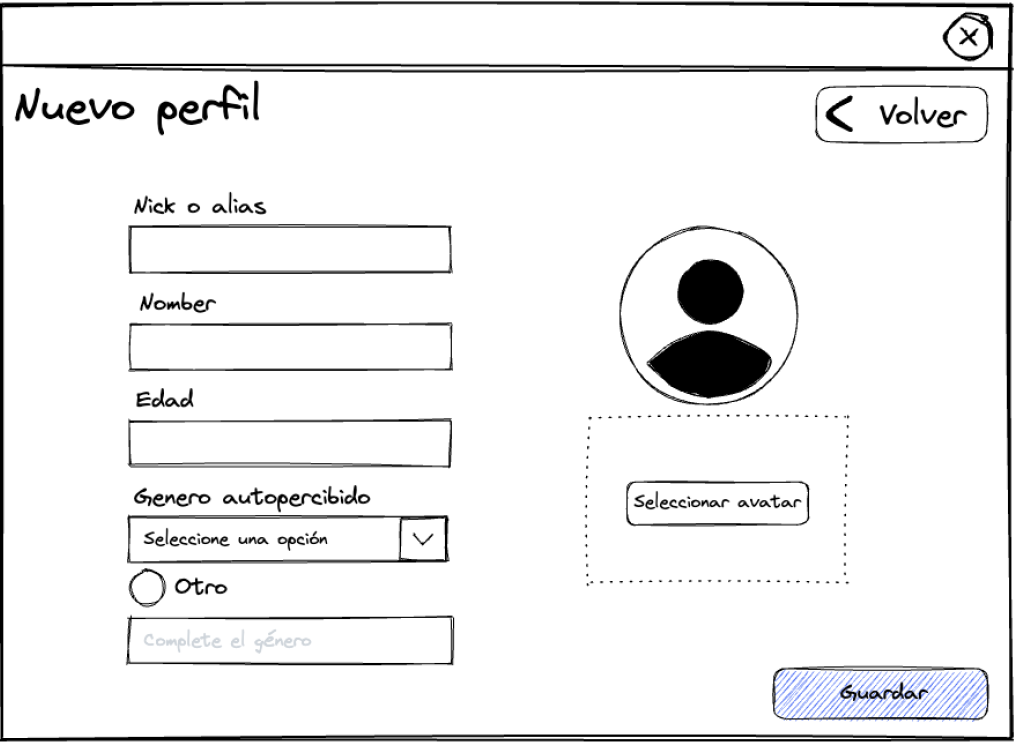 Nuevo perfil
Volver
Nick o alias
Nomber
Edad
Genero autopercibido
Seleccione una opción
Otro
Complete el género
Seleccionar avatar
Guardar